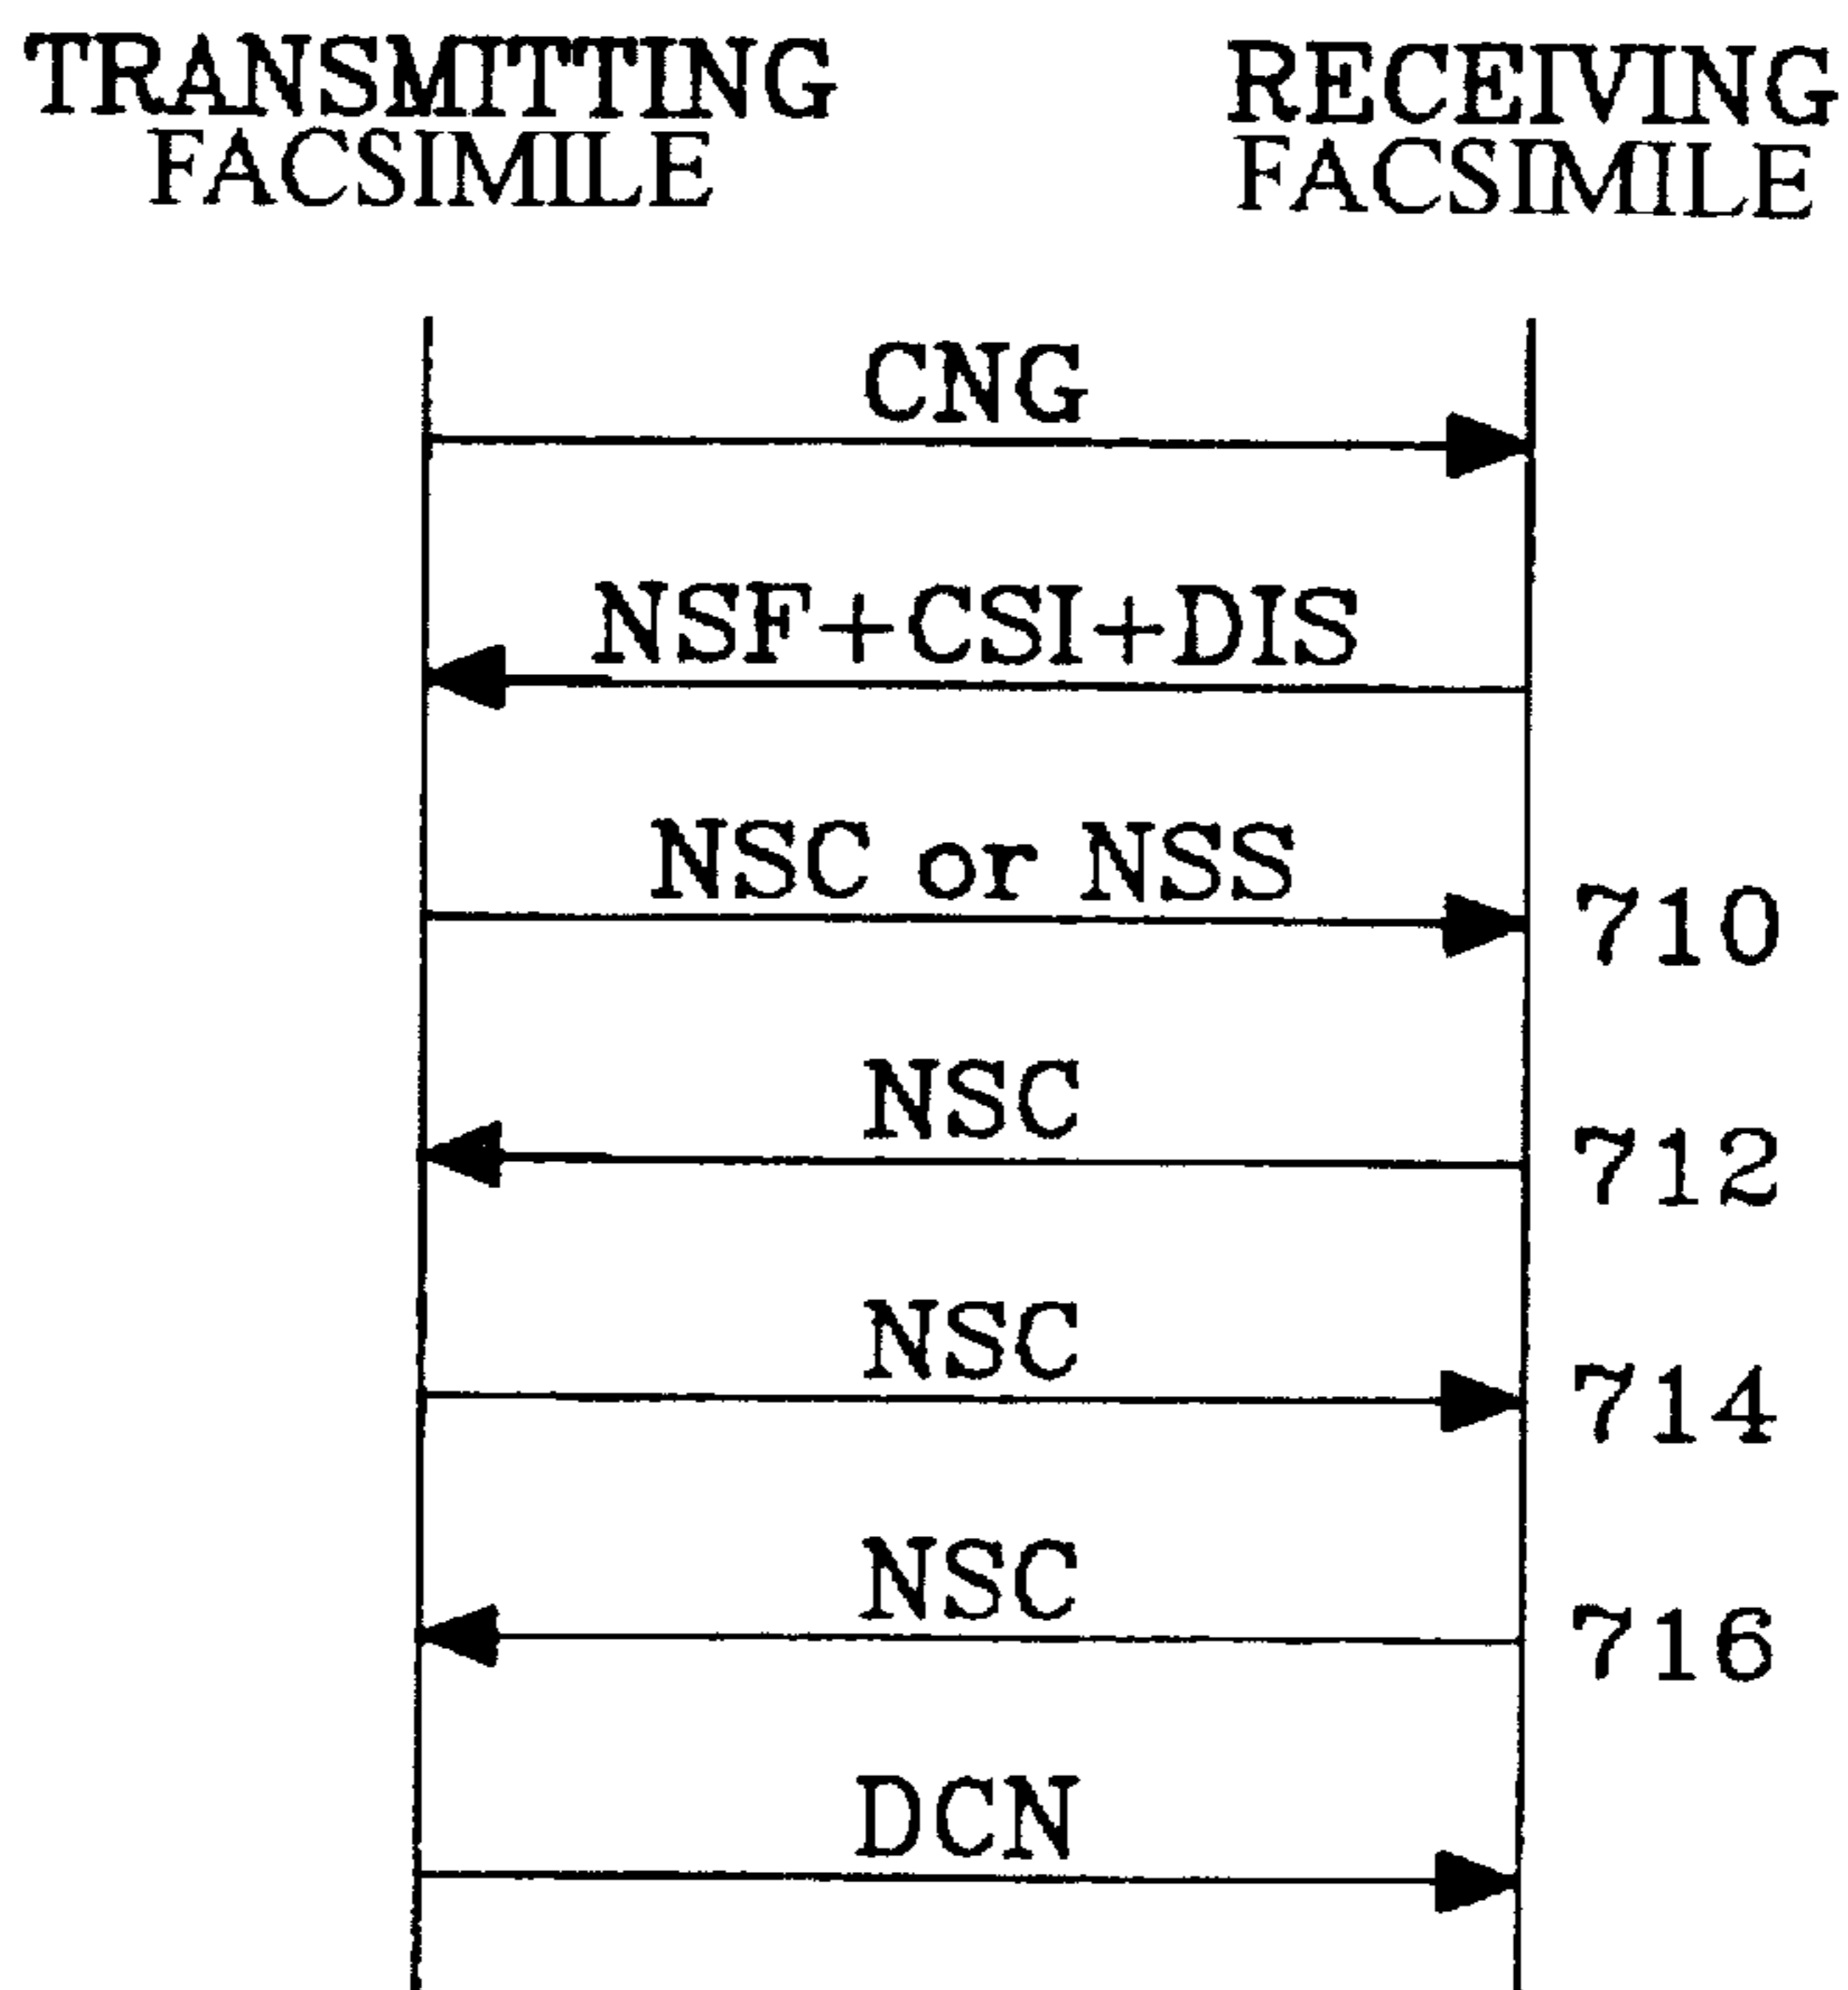 TRANSMITTING
FACSIMILE
RECEIVING
FACSIMILE
CNG
NSF+CSI+DIS
NSC or NSS
710
NSC
712
NSC
714
NSC
716
DCN